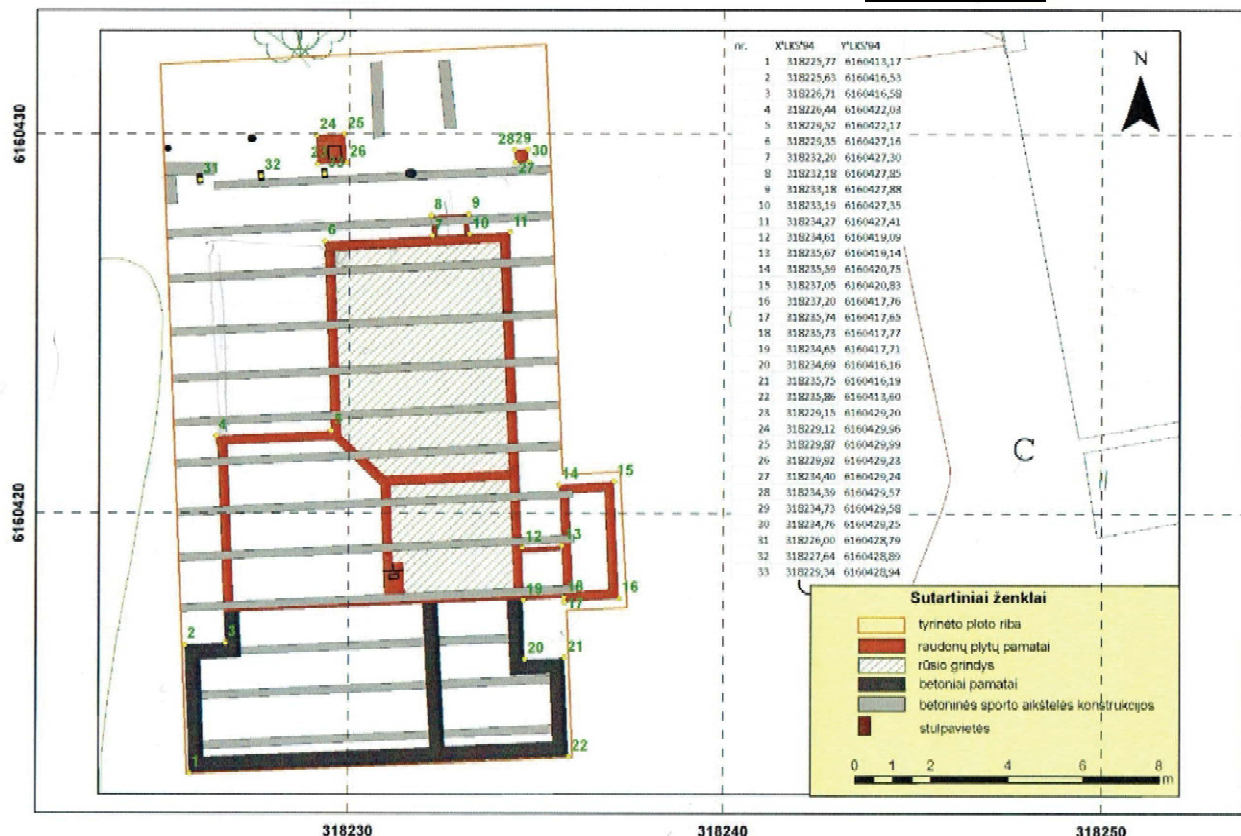 nr. X'LKS'94 Y'LKS'94
1 318225,77 6160413,17
2 318225,63 6160416,53
3 318226,71 6160416,58
4 318226,44 6160422,03
5 318229,52 6160422,17
6 318229,35 6160427,16
7 318232,20 6160427,30
8 318232,18 6160427,85
9 318233,18 6160427,88
10 318233,19 6160427,35
11 318234,27 6160427,41
12 318234,61 6160419,09
13 318235,67 6160419,14
14 318235,59 6160420,75
15 318237,05 6160420,83
16 318237,20 6160417,76
17 318235,74 6160417,65
18 318235,73 6160417,77
19 318234,65 6160417,71
20 318234,69 6160416,16
21 318235,75 6160416,19
22 318235,86 6160413,60
23 318229,15 6160429,20
24 318229,12 6160429,96
25 318229,87 6160429,99
26 318229,92 6160429,23
27 318234,40 6160429,24
28 318234,39 6160429,57
29 318234,73 6160429,58
30 318234,76 6160429,25
31 318226,00 6160428,79
32 318227,64 6160428,89
33 318229,34 6160428,94
N
6160430
6160420
24 25
26
28 29
30
27
31 32
8 9
7 10 11
6
4 5
14 15
12 13
19 18 16
17
2 3
20 21
1 22
C
Sutartiniai ženklai
tyrinėto ploto riba
raudonų plytų pamatai
rūsio grindys
betoniai pamatai
betoninės sporto aikštelės konstrukcijos
stulpavietės
0 1 2 4 6 8
m
318230 318240 318250